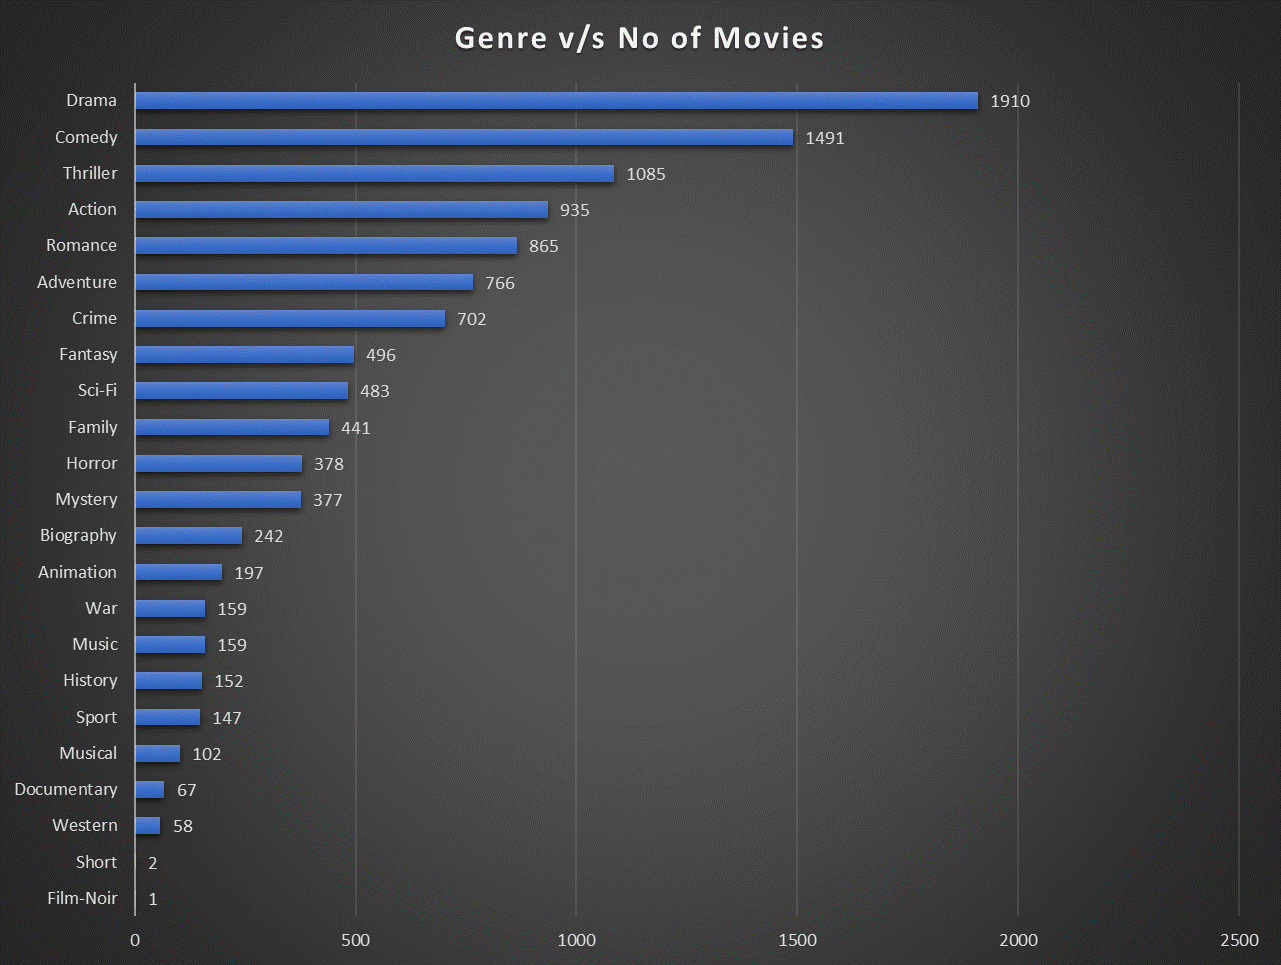 Genre v/s No of Movies
Drama 1910
Comedy 1491
Thriller 1085
Action 935
Romance 865
Adventure 766
Crime 702
Fantasy 496
Sci-Fi 483
Family 441
Horror 378
Mystery 377
Biography 242
Animation 197
War 159
Music 159
History 152
Sport 147
Musical 102
Documentary 67
Western 58
Short 2
Film-Noir 1
0 500 1000 1500 2000 2500